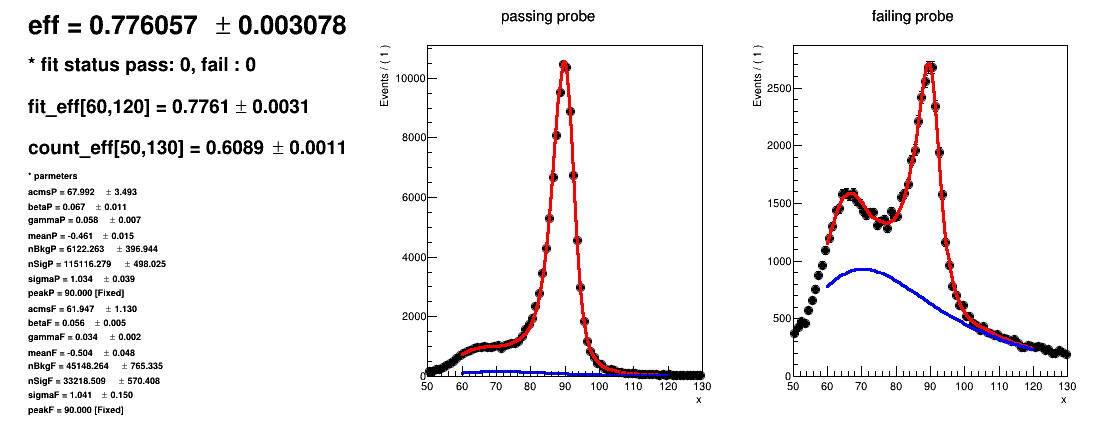 eff = 0.776057 ± 0.003078
* fit status pass: 0, fail : 0
fit_eff[60,120] = 0.7761 ± 0.0031
count_eff[50,130] = 0.6089 ± 0.0011
* parmeters
acmsP = 67.992 ± 3.493
betaP = 0.067 ± 0.011
gammaP = 0.058 ± 0.007
meanP = -0.461 ± 0.015
nBkgP = 6122.263 ± 396.944
nSigP = 115116.279 ± 498.025
sigmaP = 1.034 ± 0.039
peakP = 90.000 [Fixed]
acmsF = 61.947 ± 1.130
betaF = 0.056 ± 0.005
gammaF = 0.034 ± 0.002
meanF = -0.504 ± 0.048
nBkgF = 45148.264 ± 765.335
nSigF = 33218.509 ± 570.408
sigmaF = 1.041 ± 0.150
peakF = 90.000 [Fixed]
passing probe
Events / ( 1 )
10000
8000
6000
4000
2000
0
50 60 70 80 90 100 110 120 130
x
failing probe
Events / ( 1 )
2500
2000
1500
1000
500
0
50 60 70 80 90 100 110 120 130
x